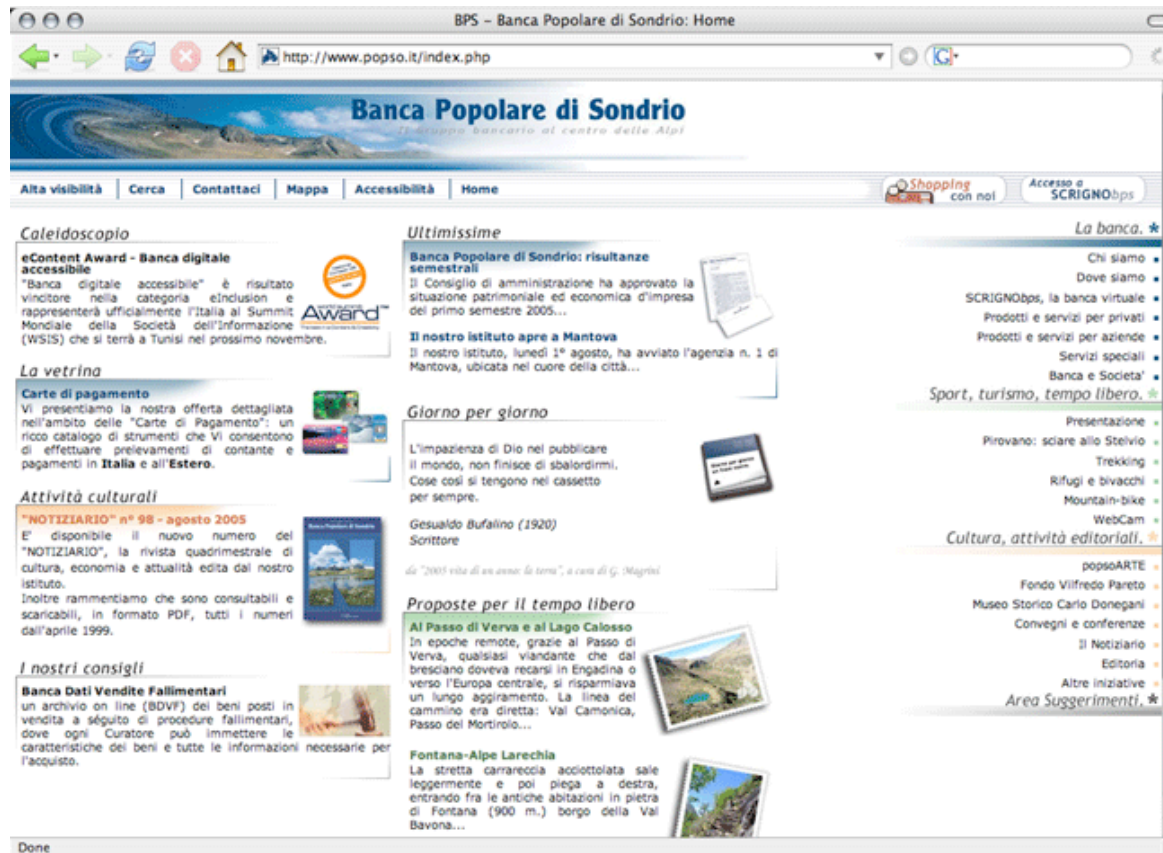 BPS – Banca Popolare di Sondrio: Home
http://www.popso.it/index.php
G
Banca Popolare di Sondrio
Il Gruppo bancario al centro delle Alpi
Alta visibilità
Cerca
Contattaci
Mappa
Accessibilità
Home
Shopping
con noi
Accesso a
SCRIGNObps
Caleidoscopio
eContent Award - Banca digitale
accessibile
"Banca digitale accessibile" è risultato
vincitore nella categoria eInclusion e
rappresenterà ufficialmente l'Italia al Summit
Mondiale della Società dell'Informazione
(WSIS) che si terrà a Tunisi nel prossimo novembre.
Award
La vetrina
Carte di pagamento
Vi presentiamo la nostra offerta dettagliata
nell'ambito delle "Carte di Pagamento": un
ricco catalogo di strumenti che Vi consentono
di effettuare prelevamenti di contante e
pagamenti in Italia e all'Estero.
Attività culturali
"NOTIZIARIO" nº 98 - agosto 2005
E' disponibile il nuovo numero del
"NOTIZIARIO", la rivista quadrimestrale di
cultura, economia e attualità edita dal nostro
istituto.
Inoltre rammentiamo che sono consultabili e
scaricabili, in formato PDF, tutti i numeri
dall'aprile 1999.
Banca Popolare di Sondrio
I nostri consigli
Banca Dati Vendite Fallimentari
un archivio on line (BDVF) dei beni posti in
vendita a séguito di procedure fallimentari,
dove ogni Curatore può immettere le
caratteristiche dei beni e tutte le informazioni necessarie per
l'acquisto.
Ultimissime
Banca Popolare di Sondrio: risultanze
semestrali
Il Consiglio di amministrazione ha approvato la
situazione patrimoniale ed economica d'impresa
del primo semestre 2005...
Il nostro istituto apre a Mantova
Il nostro istituto, lunedì 1° agosto, ha avviato l'agenzia n. 1 di
Mantova, ubicata nel cuore della città...
Giorno per giorno
L'impazienza di Dio nel pubblicare
il mondo, non finisce di sbalordirmi.
Cose così si tengono nel cassetto
per sempre.
Gesualdo Bufalino (1920)
Scrittore
da "2005 vita di un anno: la terra", a cura di G. Magrini
Giorno per giorno
Proposte per il tempo libero
Al Passo di Verva e al Lago Calosso
In epoche remote, grazie al Passo di
Verva, qualsiasi viandante che dal
bresciano doveva recarsi in Engadina o
verso l'Europa centrale, si risparmiava
un lungo aggiramento. La linea del
cammino era diretta: Val Camonica,
Passo del Mortirolo...
Fontana-Alpe Larechia
La stretta carrareccia acciottolata sale
leggermente e poi piega a destra,
entrando fra le antiche abitazioni in pietra
di Fontana (900 m.) borgo della Val
Bavona...
La banca.
Chi siamo
Dove siamo
SCRIGNObps, la banca virtuale
Prodotti e servizi per privati
Prodotti e servizi per aziende
Servizi speciali
Banca e Societa'
Sport, turismo, tempo libero.
Presentazione
Pirovano: sciare allo Stelvio
Trekking
Rifugi e bivacchi
Mountain-bike
WebCam
Cultura, attività editoriali.
popsoARTE
Fondo Vilfredo Pareto
Museo Storico Carlo Donegani
Convegni e conferenze
Il Notiziario
Editoria
Altre iniziative
Area Suggerimenti.
Done